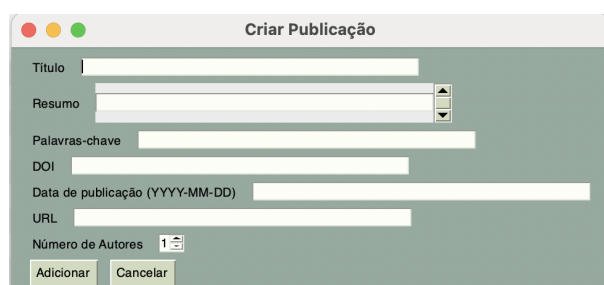 Criar Publicação
Título
Resumo
Palavras-chave
DOI
Data de publicação (YYYY-MM-DD)
URL
Número de Autores 1
Adicionar Cancelar